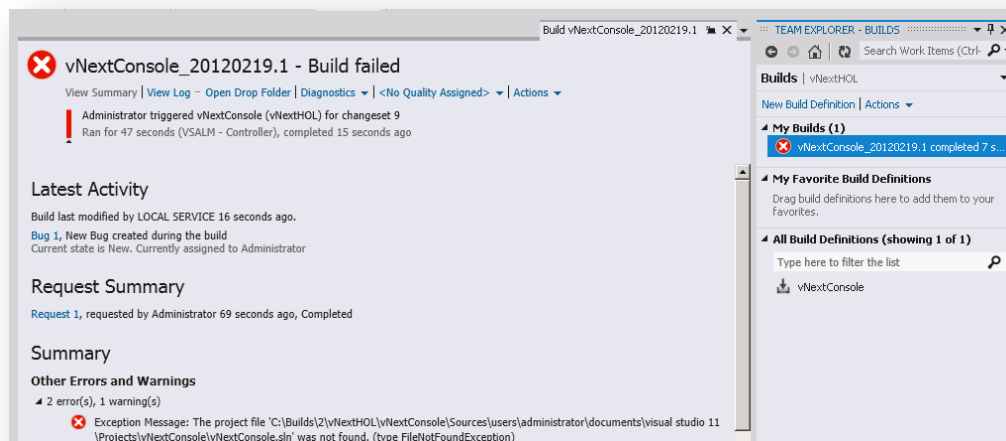 Build vNextConsole_20120219.1
vNextConsole_20120219.1 - Build failed
View Summary | View Log - Open Drop Folder | Diagnostics | <No Quality Assigned> | Actions
Administrator triggered vNextConsole (vNextHOL) for changeset 9
Ran for 47 seconds (VSALM - Controller), completed 15 seconds ago
Latest Activity
Build last modified by LOCAL SERVICE 16 seconds ago.
Bug 1, New Bug created during the build
Current state is New. Currently assigned to Administrator
Request Summary
Request 1, requested by Administrator 69 seconds ago, Completed
Summary
Other Errors and Warnings
2 error(s), 1 warning(s)
Exception Message: The project file 'C:\Builds\2\vNextHOL\vNextConsole\Sources\users\administrator\documents\visual studio 11
\Projects\vNextConsole\vNextConsole.sln' was not found. (type FileNotFoundException)
TEAM EXPLORER - BUILDS
Search Work Items (Ctrl-
Builds | vNextHOL
New Build Definition | Actions
My Builds (1)
vNextConsole_20120219.1 completed 7 s...
My Favorite Build Definitions
Drag build definitions here to add them to your
favorites.
All Build Definitions (showing 1 of 1)
Type here to filter the list
vNextConsole